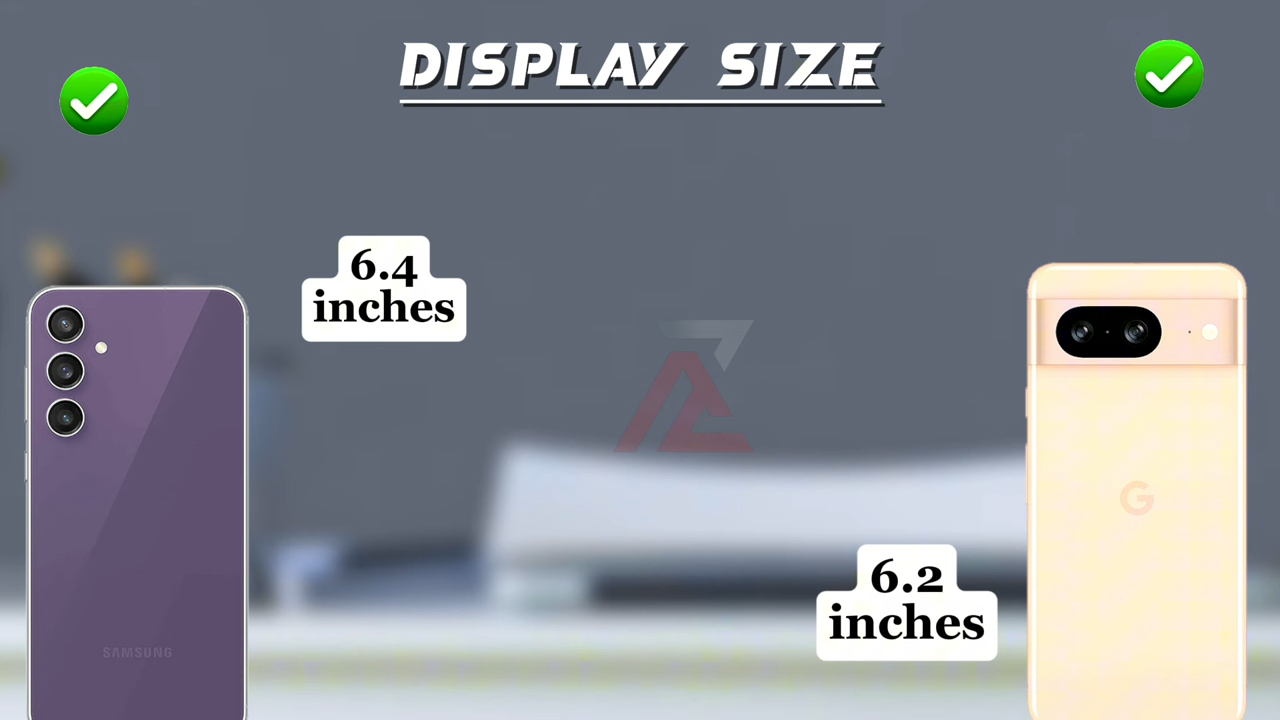 DISPLAY SIZE
6.4
inches
6.2
inches
SAMSUNG
G